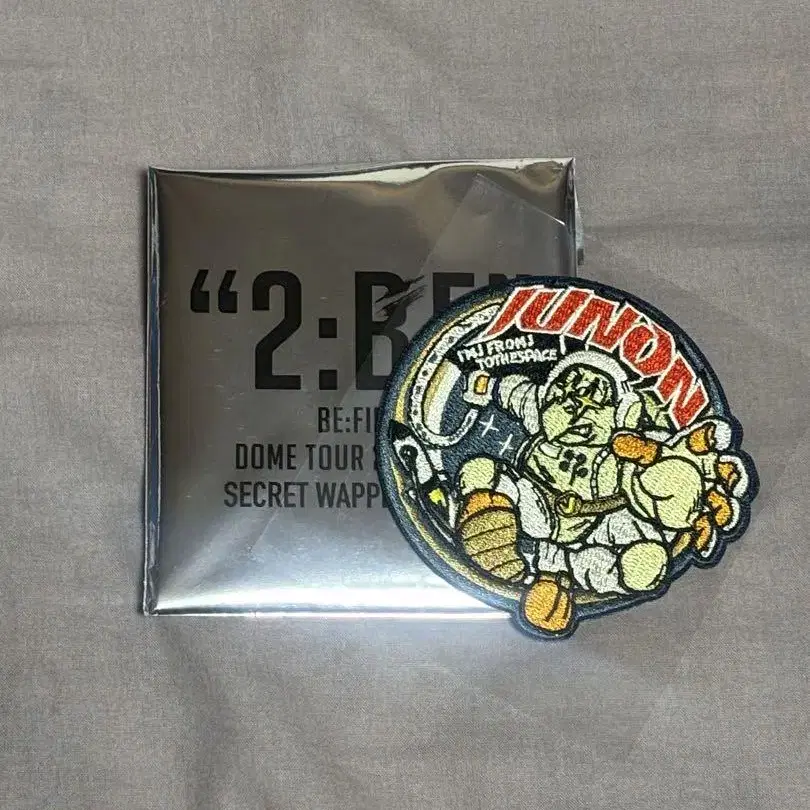 “2:BE”
BE:FI
DOME TOUR
SECRET WAPP
JUNON
I'M J FROM J
TOTHESPACE